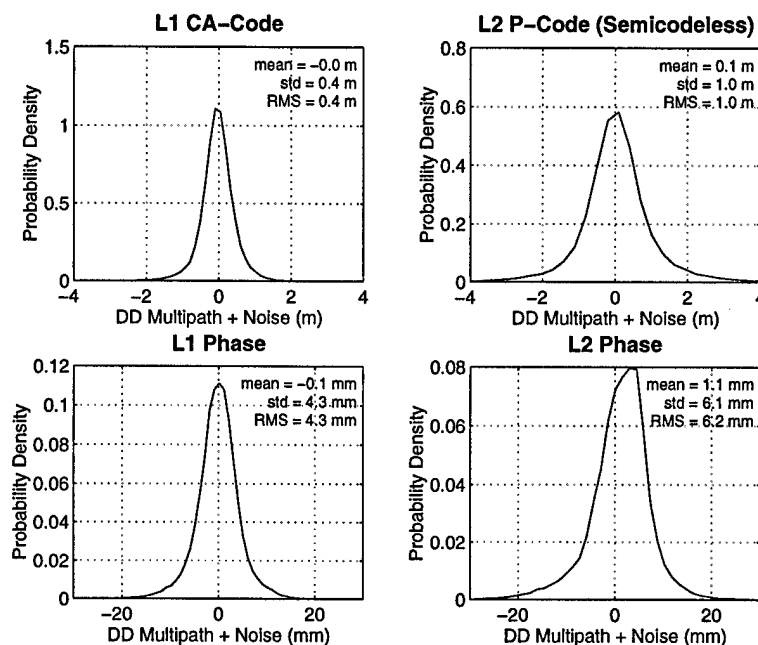 L1 CA-Code
mean = -0.0 m
std = 0.4 m
RMS = 0.4 m
1.5
1
0.5
0
Probability Density
-4 -2 0 2 4
DD Multipath + Noise (m)
L2 P-Code (Semicodeless)
mean = 0.1 m
std = 1.0 m
RMS = 1.0 m
0.8
0.6
0.4
0.2
0
Probability Density
-4 -2 0 2 4
DD Multipath + Noise (m)
L1 Phase
mean = -0.1 mm
std = 4.3 mm
RMS = 4.3 mm
0.12
0.1
0.08
0.06
0.04
0.02
0
Probability Density
-20 0 20
DD Multipath + Noise (mm)
L2 Phase
mean = 1.1 mm
std = 6.1 mm
RMS = 6.2 mm
0.08
0.06
0.04
0.02
0
Probability Density
-20 0 20
DD Multipath + Noise (mm)